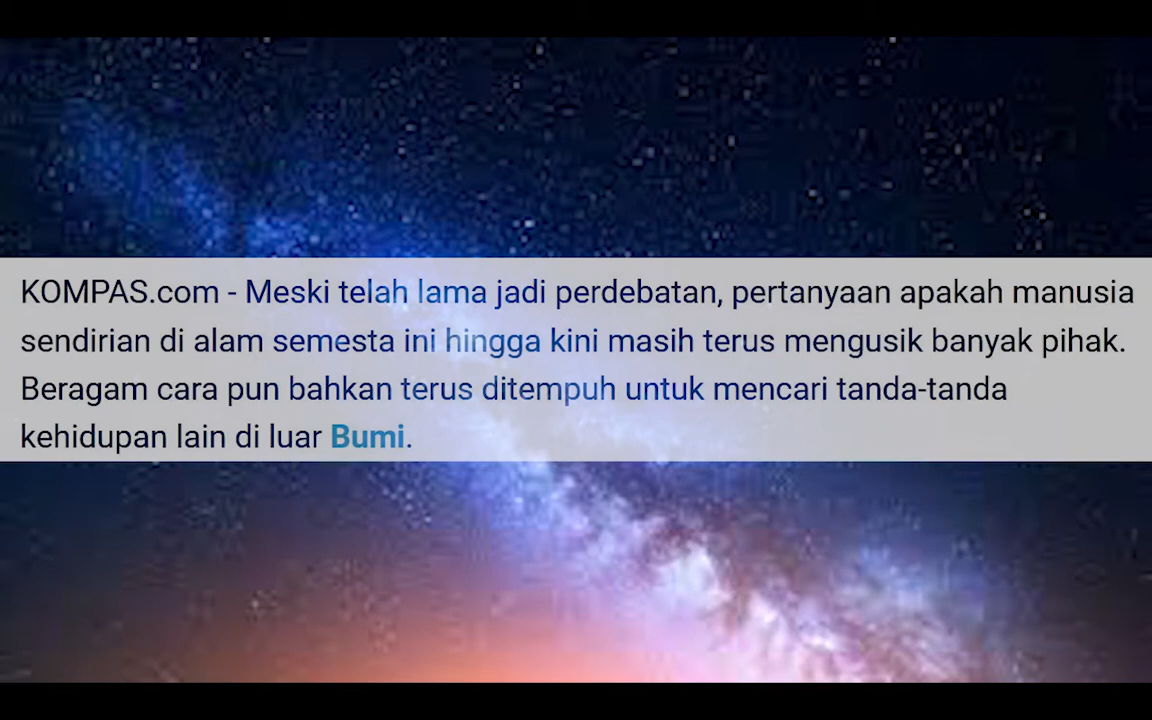 KOMPAS.com - Meski telah lama jadi perdebatan, pertanyaan apakah manusia
sendirian di alam semesta ini hingga kini masih terus mengusik banyak pihak.
Beragam cara pun bahkan terus ditempuh untuk mencari tanda-tanda
kehidupan lain di luar Bumi.